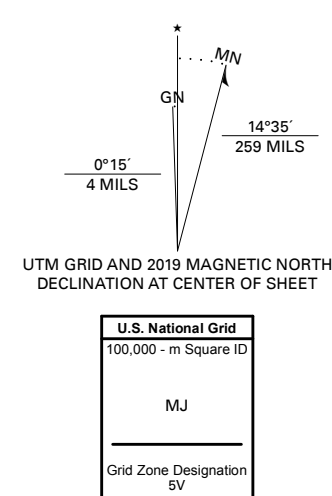 ★
MN
GN
14°35´
259 MILS
0°15´
4 MILS
UTM GRID AND 2019 MAGNETIC NORTH
DECLINATION AT CENTER OF SHEET
U.S. National Grid
100,000 - m Square ID
MJ
Grid Zone Designation
5V